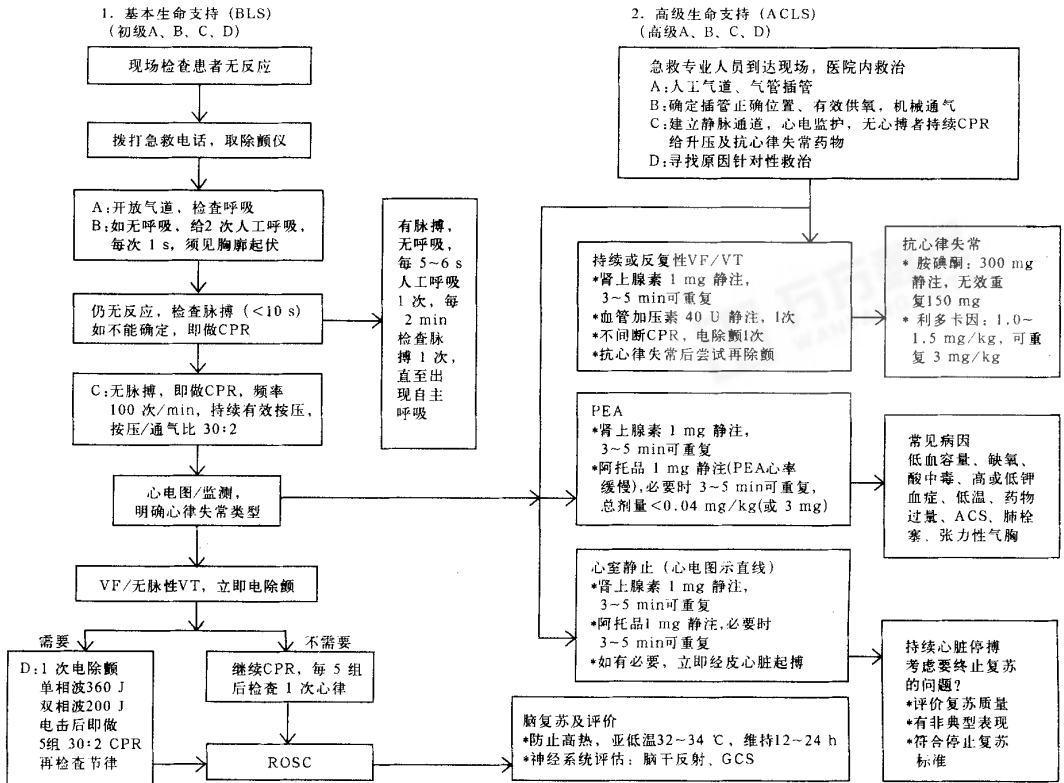 1. 基本生命支持 (BLS)
(初级A、B、C、D)
现场检查患者无反应
拨打急救电话, 取除颤仪
A:开放气道, 检查呼吸
B:如无呼吸, 给2 次人工呼吸,
每次 1 s, 须见胸廓起伏
仍无反应, 检查脉搏 (<10 s)
如不能确定, 即做CPR
有脉搏,
无呼吸,
每 5~6 s
人工呼吸
1 次, 每
2 min
检查脉
搏 1 次,
直至出
现自主
呼吸
C:无脉搏, 即做CPR, 频率
100 次/min, 持续有效按压,
按压/通气比 30:2
心电图/监测,
明确心律失常类型
VF/无脉性VT, 立即电除颤
需要
不需要
D:1 次电除颤
单相波360 J
双相波200 J
电击后即做
5组 30:2 CPR
再检查节律
继续CPR, 每 5 组
后检查 1 次心律
ROSC
2. 高级生命支持 (ACLS)
(高级A、B、C、D)
急救专业人员到达现场, 医院内救治
A:人工气道、气管插管
B:确定插管正确位置、有效供氧, 机械通气
C:建立静脉通道, 心电监护, 无心搏者持续CPR
给升压及抗心律失常药物
D:寻找原因针对性救治
持续或反复性VF/VT
*肾上腺素 1 mg 静注,
3~5 min可重复
*血管加压素 40 U 静注, 1次
*不间断CPR, 电除颤1次
*抗心律失常后尝试再除颤
抗心律失常
* 胺碘酮: 300 mg
静注, 无效重
复150 mg
* 利多卡因: 1.0~
1.5 mg/kg, 可重
复 3 mg/kg
PEA
*肾上腺素 1 mg 静注,
3~5 min可重复
*阿托品 1 mg 静注(PEA心率
缓慢), 必要时 3~5 min可重复,
总剂量<0.04 mg/kg(或 3 mg)
常见病因
低血容量、缺氧、
酸中毒、高或低钾
血症、低温、药物
过量、ACS、肺栓
塞、张力性气胸
心室静止 (心电图示直线)
*肾上腺素 1 mg 静注,
3~5 min可重复
*阿托品1 mg 静注, 必要时
3~5 min可重复
*如有必要, 立即经皮心脏起搏
持续心脏停搏
考虑要终止复苏
的问题?
*评价复苏质量
*有非典型表现
*符合停止复苏
标准
脑复苏及评价
*防止高热, 亚低温32~34 ℃, 维持12~24 h
*神经系统评估: 脑干反射、GCS